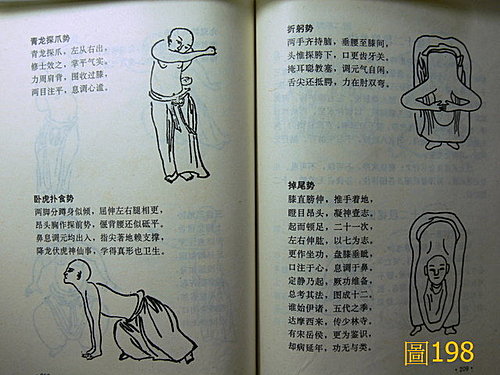 青龙探爪势
青龙探爪，左从右出，
修士效之，掌平气实，
力周肩背，围收过膝，
两目注平，息调心谧。
卧虎扑食势
两脚分蹲身似倾，屈伸左右腿相更，
昂头胸作探前势，偃背腰还似砥平，
鼻息调元均出入，指尖著地赖支撑，
降龙伏虎神仙事，学得真形也卫生。
折躬势
两手齐持脑，垂腰至膝间，
头惟探胯下，口更齿牙关。
掩耳聪教塞，调元气自闲，
舌尖还抵腭，力在肘双弯。
掉尾势
膝直膀伸，推手着地，
瞪目昂头，凝神壹志，
起而顿足，二十一次，
左右伸肱，以七为志，
更作坐功，盘膝垂眦，
口注于心，息调于鼻，
定静乃起，厥功维备，
总考其法，图成十二，
谁始伊诸，五代之季，
达摩西来，传少林寺，
有宋岳侯，更为鉴识，
却病延年，功无与类。
·209·
圖198